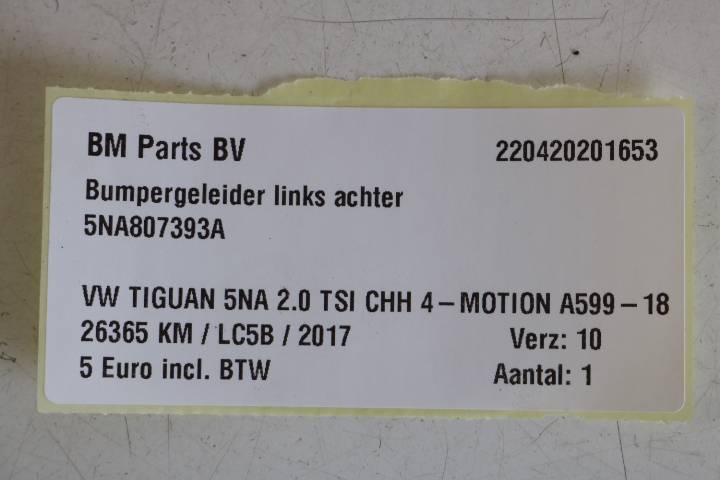 BM Parts BV 220420201653
Bumpergeleider links achter
5NA807393A
VW TIGUAN 5NA 2.0 TSI CHH 4-MOTION A599-18
26365 KM / LC5B / 2017 Verz: 10
5 Euro incl. BTW Aantal: 1